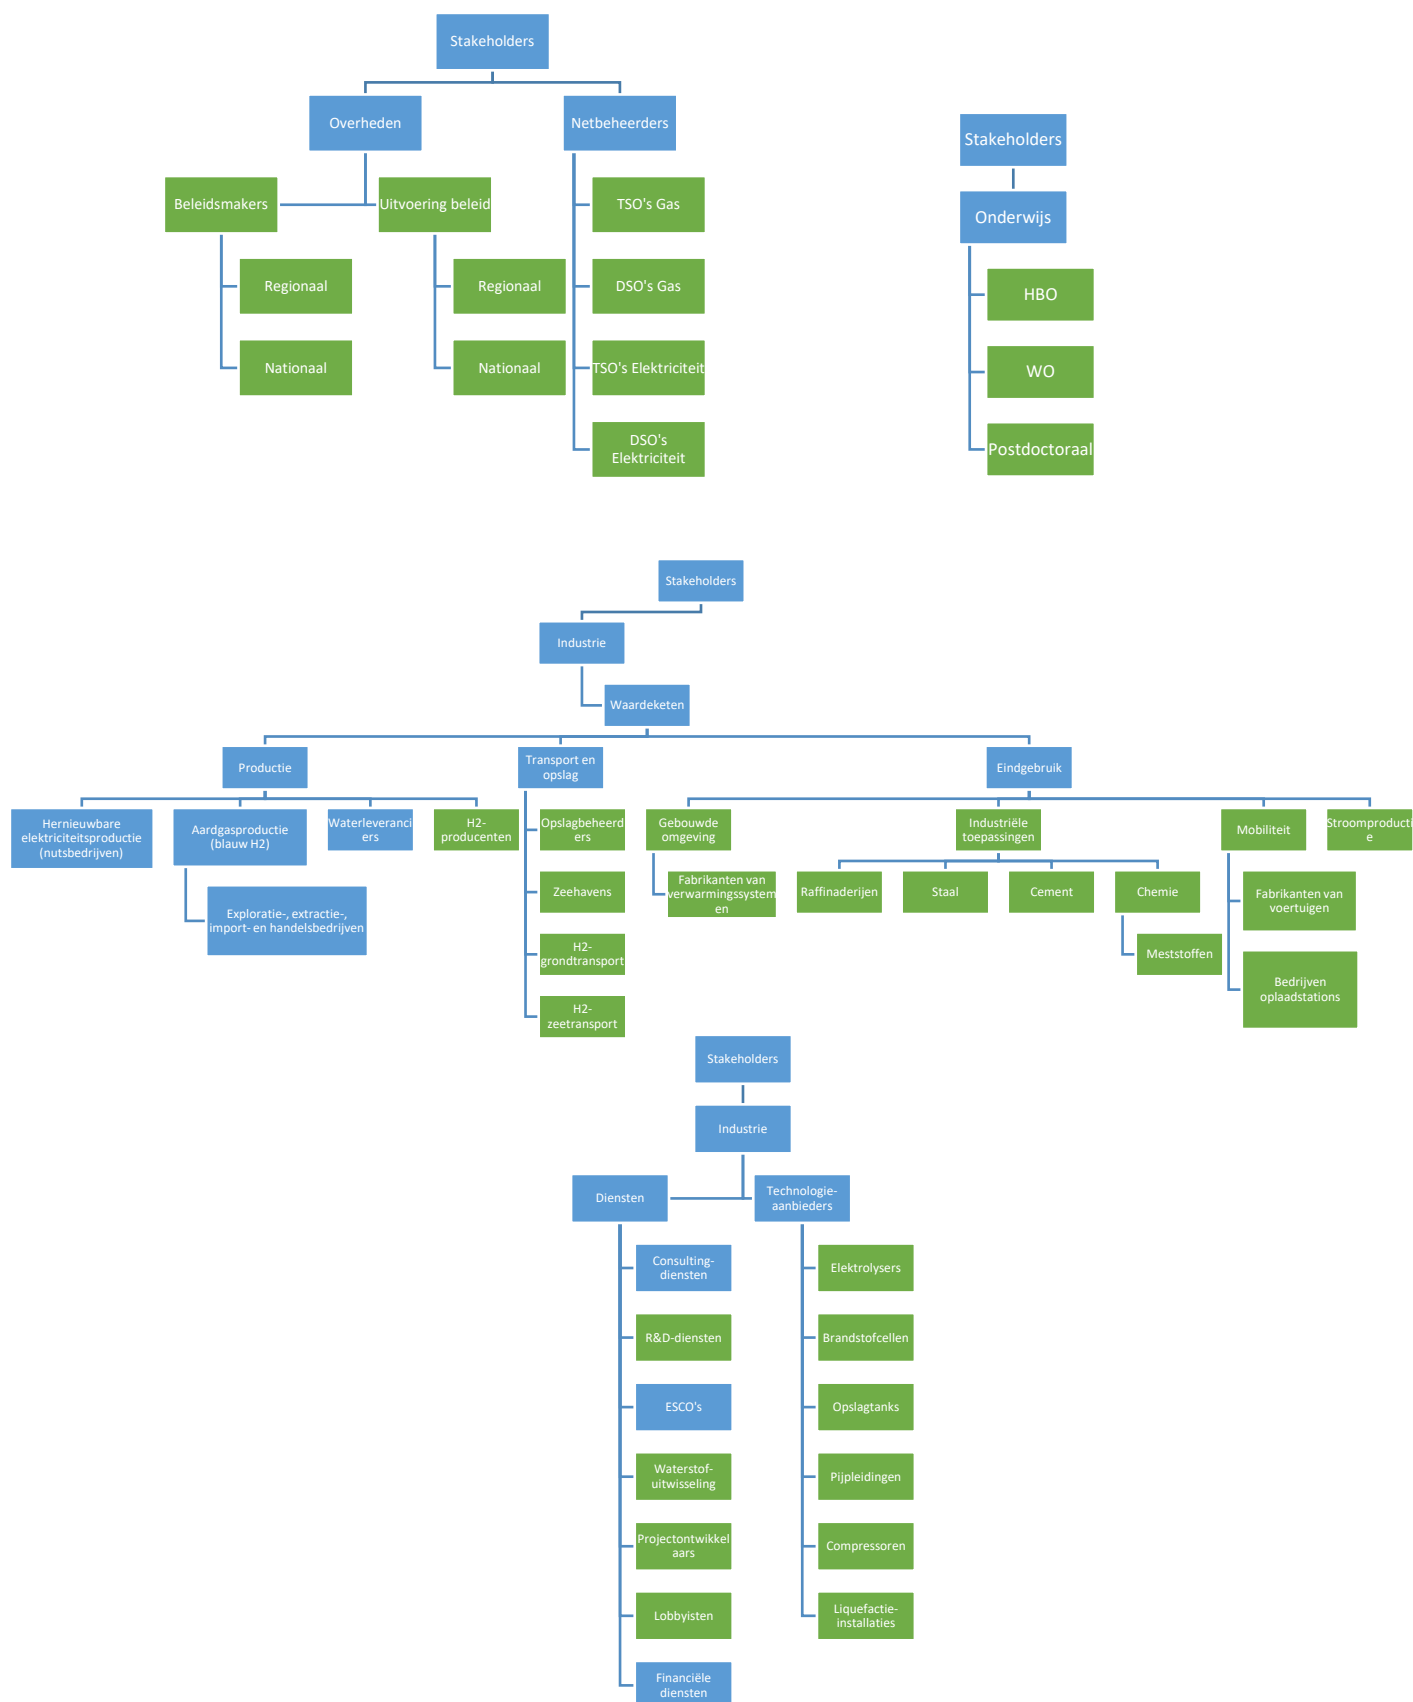 Stakeholders
Overheden
Netbeheerders
Beleidsmakers
Uitvoering beleid
TSO's Gas
Regionaal
Regionaal
DSO's Gas
Nationaal
Nationaal
TSO's Elektriciteit
DSO's
Elektriciteit
Stakeholders
Onderwijs
HBO
WO
Postdoctoraal
Stakeholders
Industrie
Waardeketen
Productie
Transport en
opslag
Eindgebruik
Hernieuwbare
elektriciteitsproductie
(nutsbedrijven)
Aardgasproductie
(blauw H2)
Waterleveranci
ers
H2-
producenten
Exploratie-, extractie-,
import- en handelsbedrijven
Opslagbeheerd
ers
Zeehavens
H2-
grondtransport
H2-
zeetransport
Gebouwde
omgeving
Fabrikanten van
verwarmingssystem
en
Industriële
toepassingen
Raffinaderijen
Staal
Cement
Chemie
Meststoffen
Mobiliteit
Fabrikanten van
voertuigen
Bedrijven
oplaadstations
Stroomproducti
e
Stakeholders
Industrie
Diensten
Technologie-
aanbieders
Consulting-
diensten
R&D-diensten
ESCO's
Waterstof-
uitwisseling
Projectontwikkel
aars
Lobbyisten
Financiële
diensten
Elektrolysers
Brandstofcellen
Opslagtanks
Pijpleidingen
Compressoren
Liquefactie-
installaties